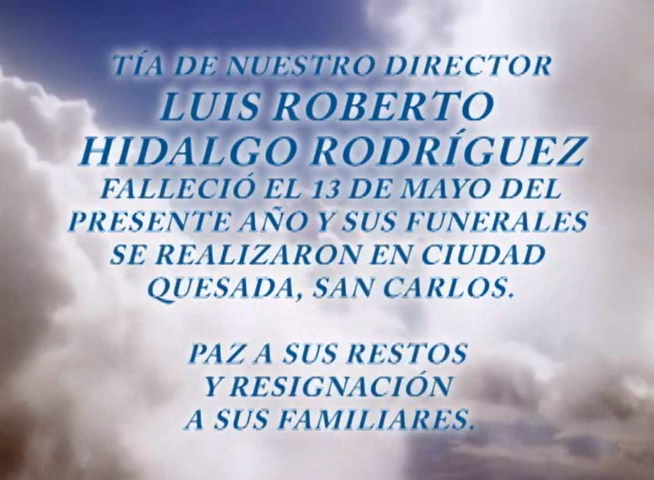 TÍA DE NUESTRO DIRECTOR
LUIS ROBERTO
HIDALGO RODRÍGUEZ
FALLECIÓ EL 13 DE MAYO DEL
PRESENTE AÑO Y SUS FUNERALES
SE REALIZARON EN CIUDAD
QUESADA, SAN CARLOS.
PAZ A SUS RESTOS
Y RESIGNACIÓN
A SUS FAMILIARES.